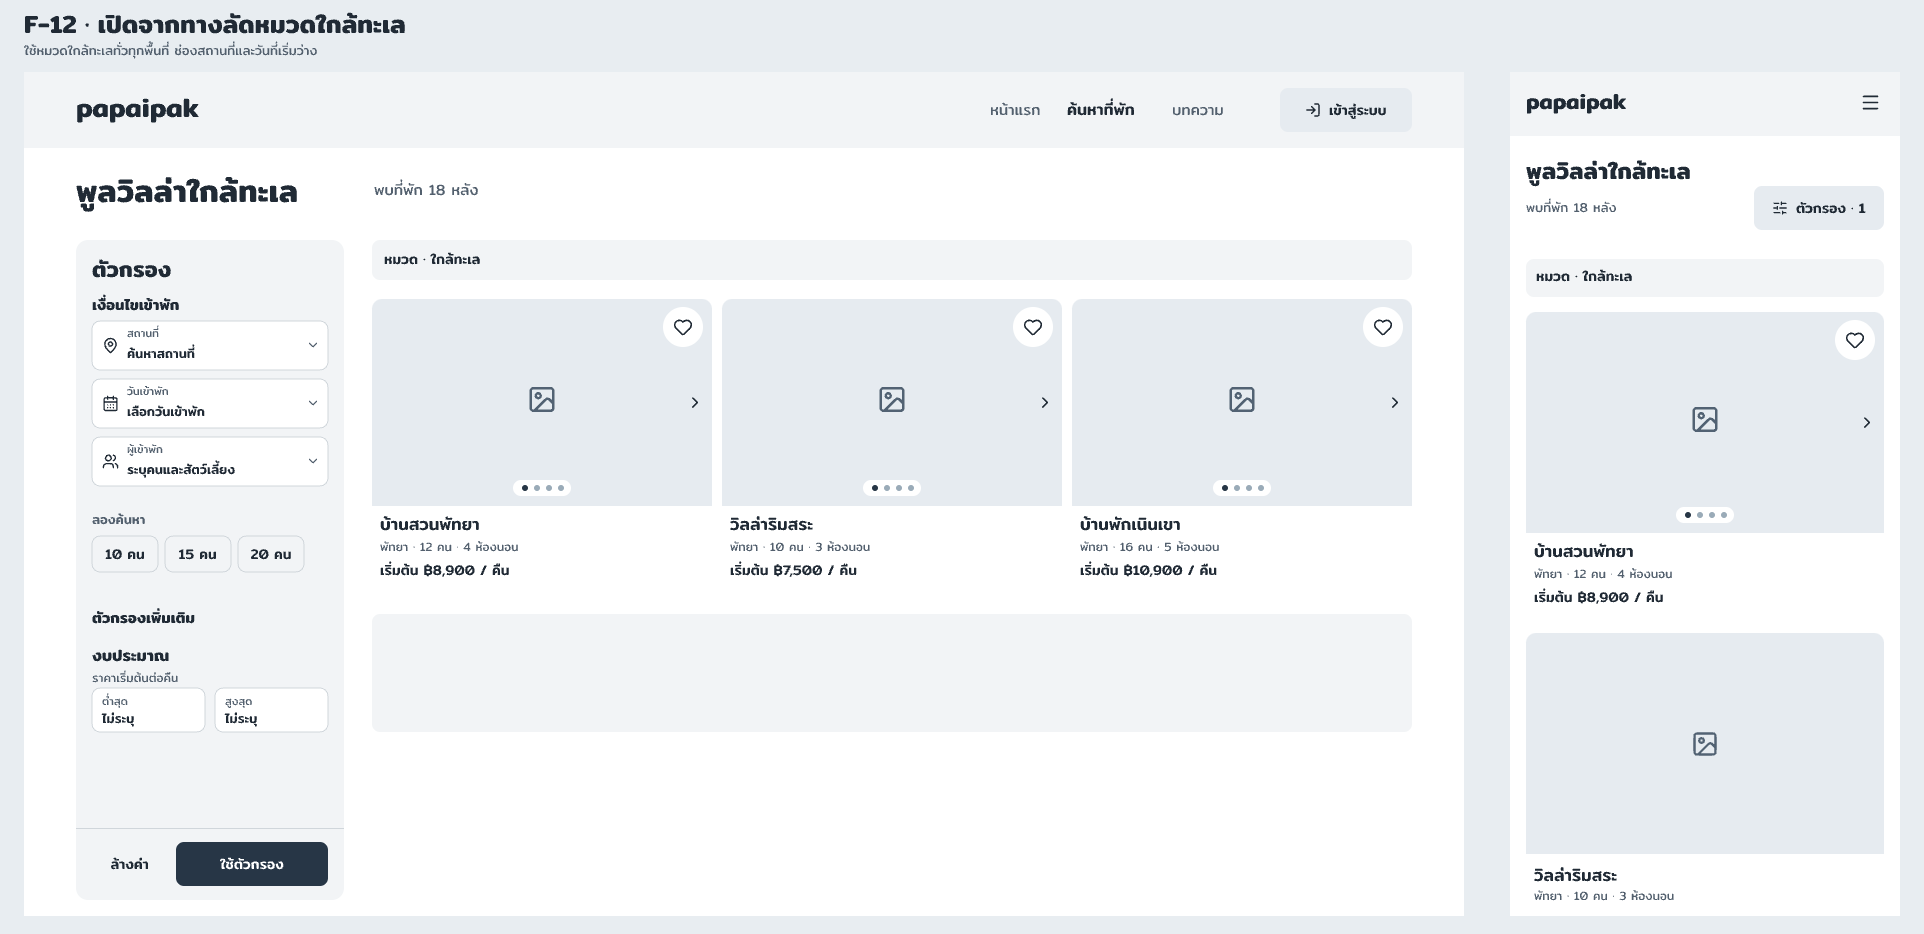 F-12 · เปิดจากทางลัดหมวดใกล้ทะเล
ใช้หมวดใกล้ทะเลทั่วทุกพื้นที่ ช่องสถานที่และวันที่เริ่มว่าง
papaipak
หน้าแรก
ค้นหาที่พัก
บทความ
เข้าสู่ระบบ
พูลวิลล่าใกล้ทะเล
พบที่พัก 18 หลัง
ตัวกรอง
เงื่อนไขเข้าพัก
สถานที่
ค้นหาสถานที่
วันเข้าพัก
เลือกวันเข้าพัก
ผู้เข้าพัก
ระบุคนและสัตว์เลี้ยง
ลองค้นหา
10 คน
15 คน
20 คน
ตัวกรองเพิ่มเติม
งบประมาณ
ราคาเริ่มต้นต่อคืน
ต่ำสุด
ไม่ระบุ
สูงสุด
ไม่ระบุ
ล้างค่า
ใช้ตัวกรอง
หมวด · ใกล้ทะเล
บ้านสวนพัทยา
พัทยา · 12 คน · 4 ห้องนอน
เริ่มต้น ฿8,900 / คืน
วิลล่าริมสระ
พัทยา · 10 คน · 3 ห้องนอน
เริ่มต้น ฿7,500 / คืน
บ้านพักเนินเขา
พัทยา · 16 คน · 5 ห้องนอน
เริ่มต้น ฿10,900 / คืน
papaipak
พูลวิลล่าใกล้ทะเล
พบที่พัก 18 หลัง
ตัวกรอง · 1
หมวด · ใกล้ทะเล
บ้านสวนพัทยา
พัทยา · 12 คน · 4 ห้องนอน
เริ่มต้น ฿8,900 / คืน
วิลล่าริมสระ
พัทยา · 10 คน · 3 ห้องนอน